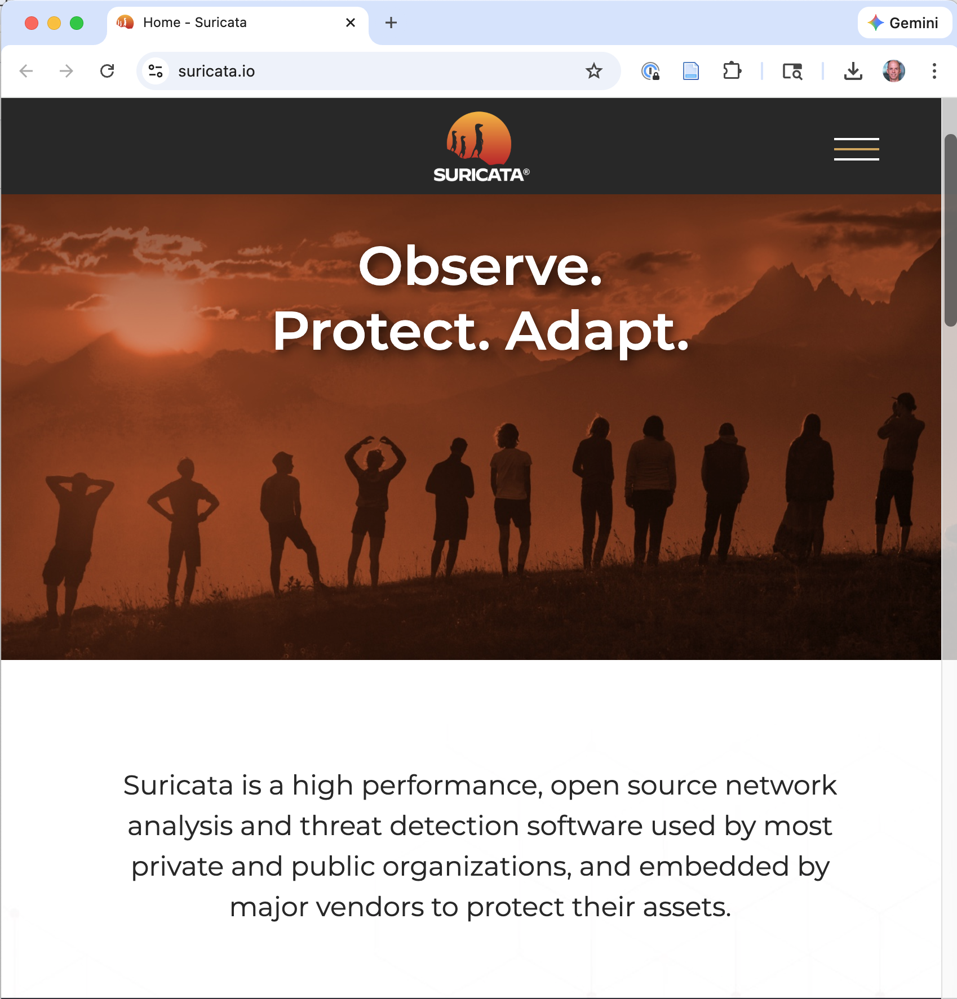 Home - Suricata
Gemini
suricata.io
SURICATA®
Observe.
Protect. Adapt.
Suricata is a high performance, open source network
analysis and threat detection software used by most
private and public organizations, and embedded by
major vendors to protect their assets.